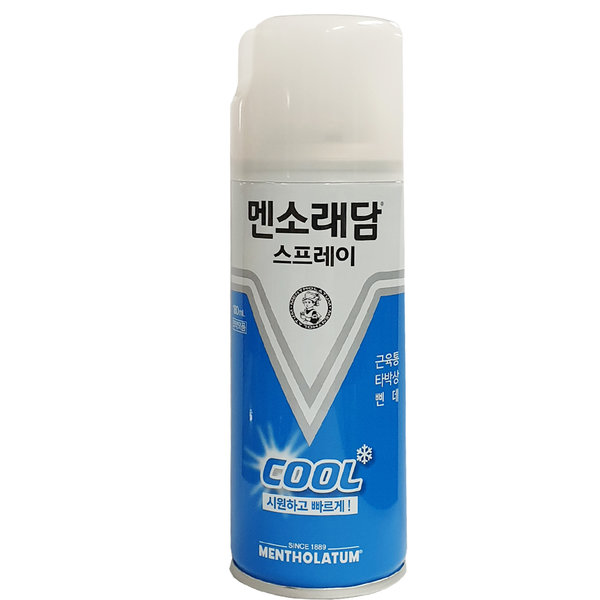 멘소래담
스프레이
근육통
타박상
삔 데
COOL
시원하고 빠르게!
SINCE 1889
MENTHOLATUM®